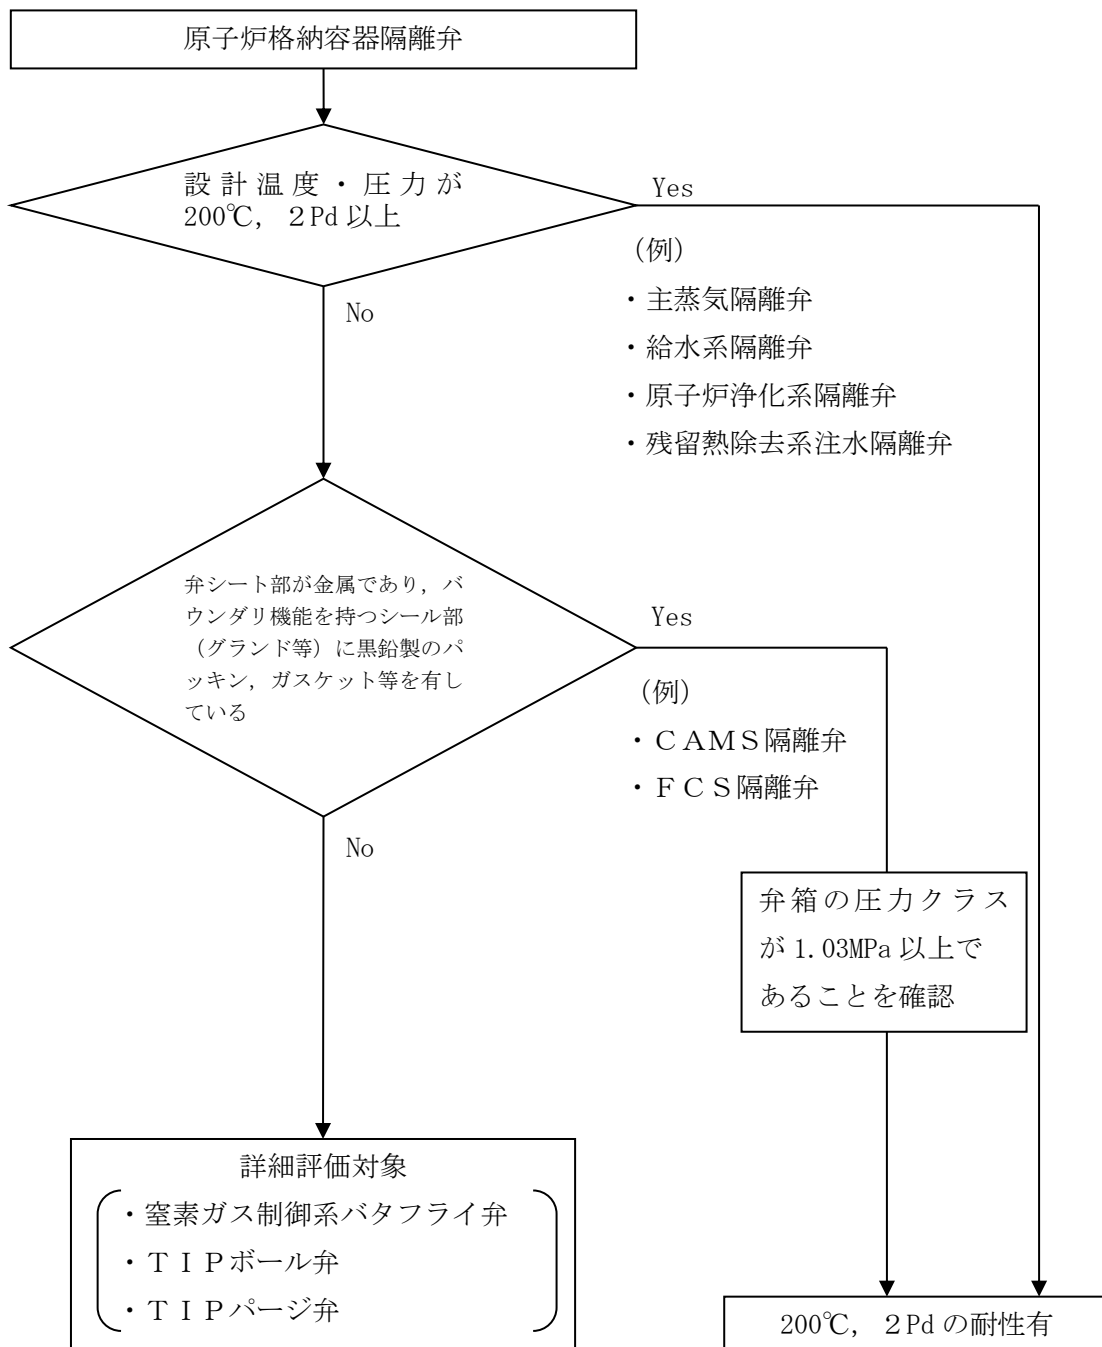 原子炉格納容器隔離弁
設計温度・圧力が
200℃, 2Pd 以上
Yes
(例)
・主蒸気隔離弁
・給水系隔離弁
・原子炉浄化系隔離弁
・残留熱除去系注水隔離弁
No
弁シート部が金属であり，バ
ウンダリ機能を持つシール部
（グランド等）に黒鉛製のパ
ッキン，ガスケット等を有し
ている
Yes
(例)
・ＣＡＭＳ隔離弁
・ＦＣＳ隔離弁
No
弁箱の圧力クラス
が 1.03MPa 以上で
あることを確認
詳細評価対象
・窒素ガス制御系バタフライ弁
・ＴＩＰボール弁
・ＴＩＰパージ弁
200℃, 2Pd の耐性有